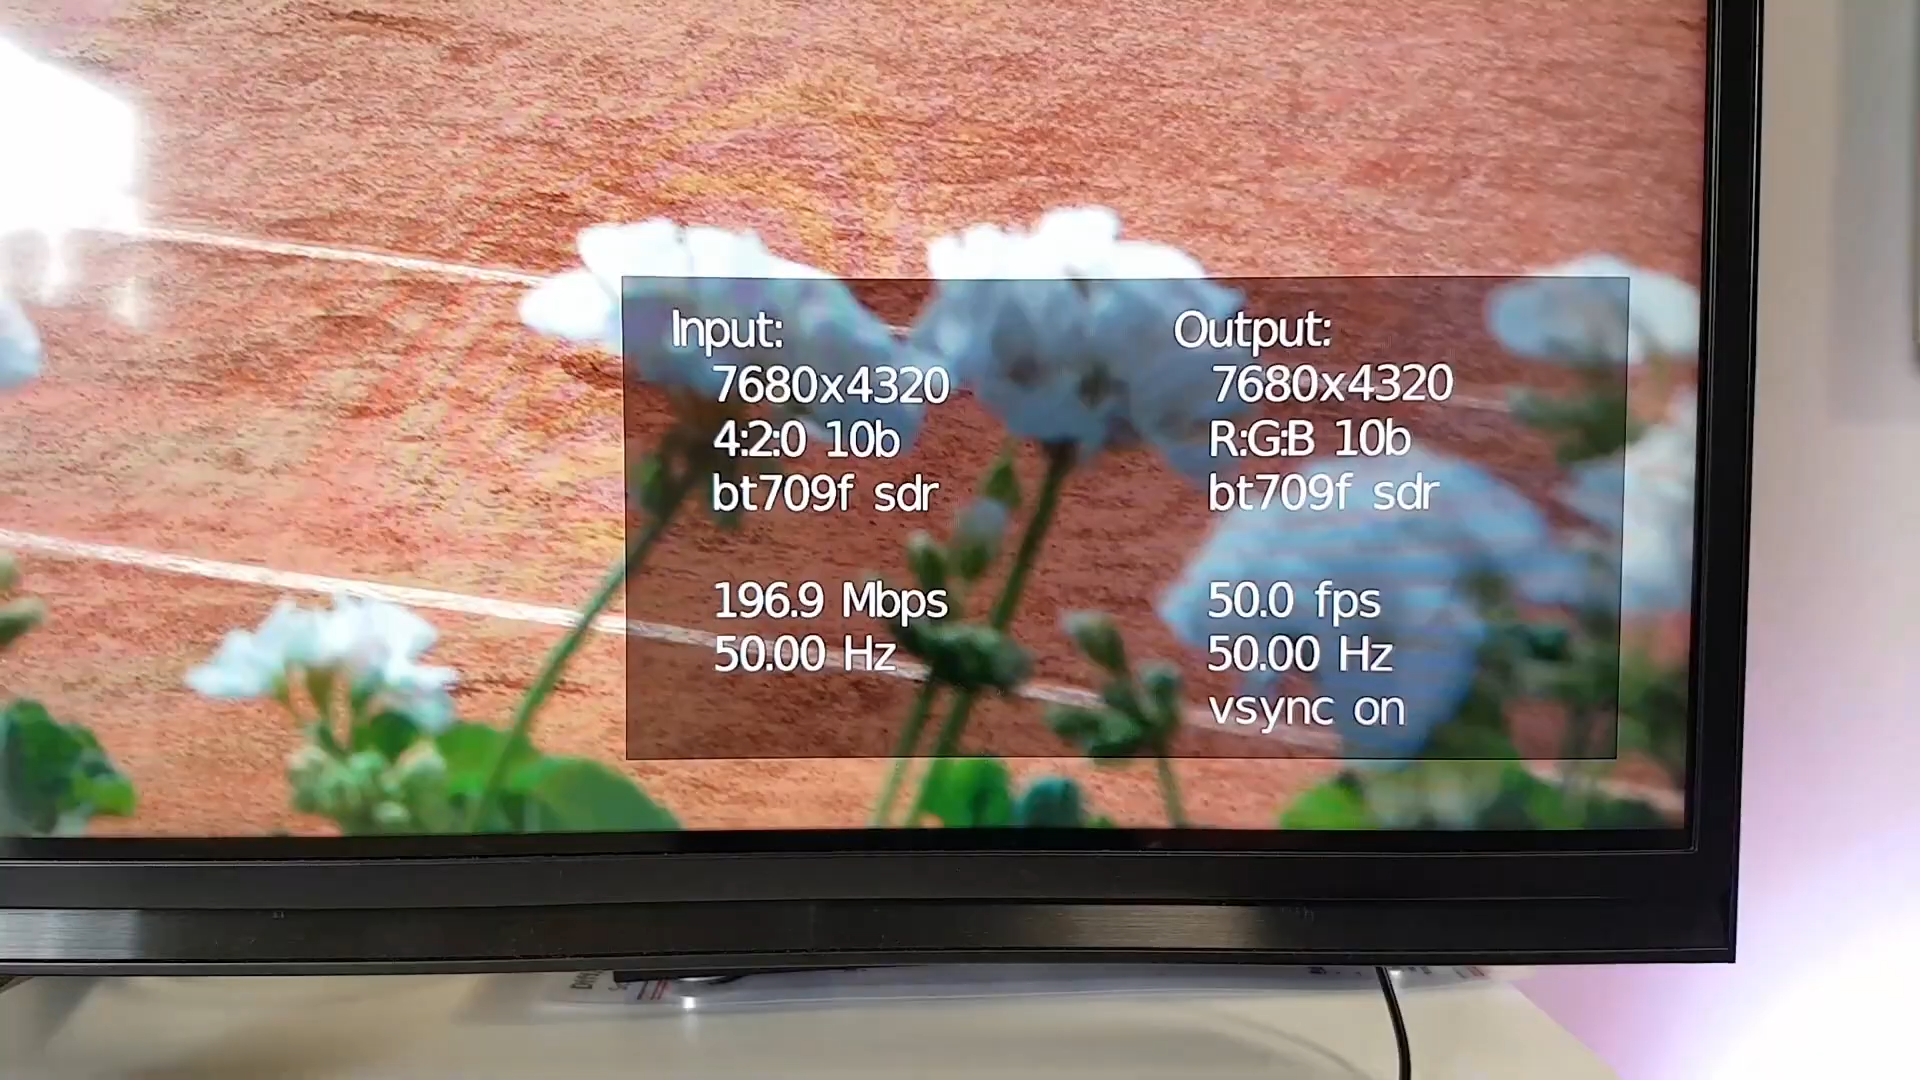 Input:
7680x4320
4:2:0 10b
bt709f sdr
196.9 Mbps
50.00 Hz
Output:
7680x4320
R:G:B 10b
bt709f sdr
50.0 fps
50.00 Hz
vsync on